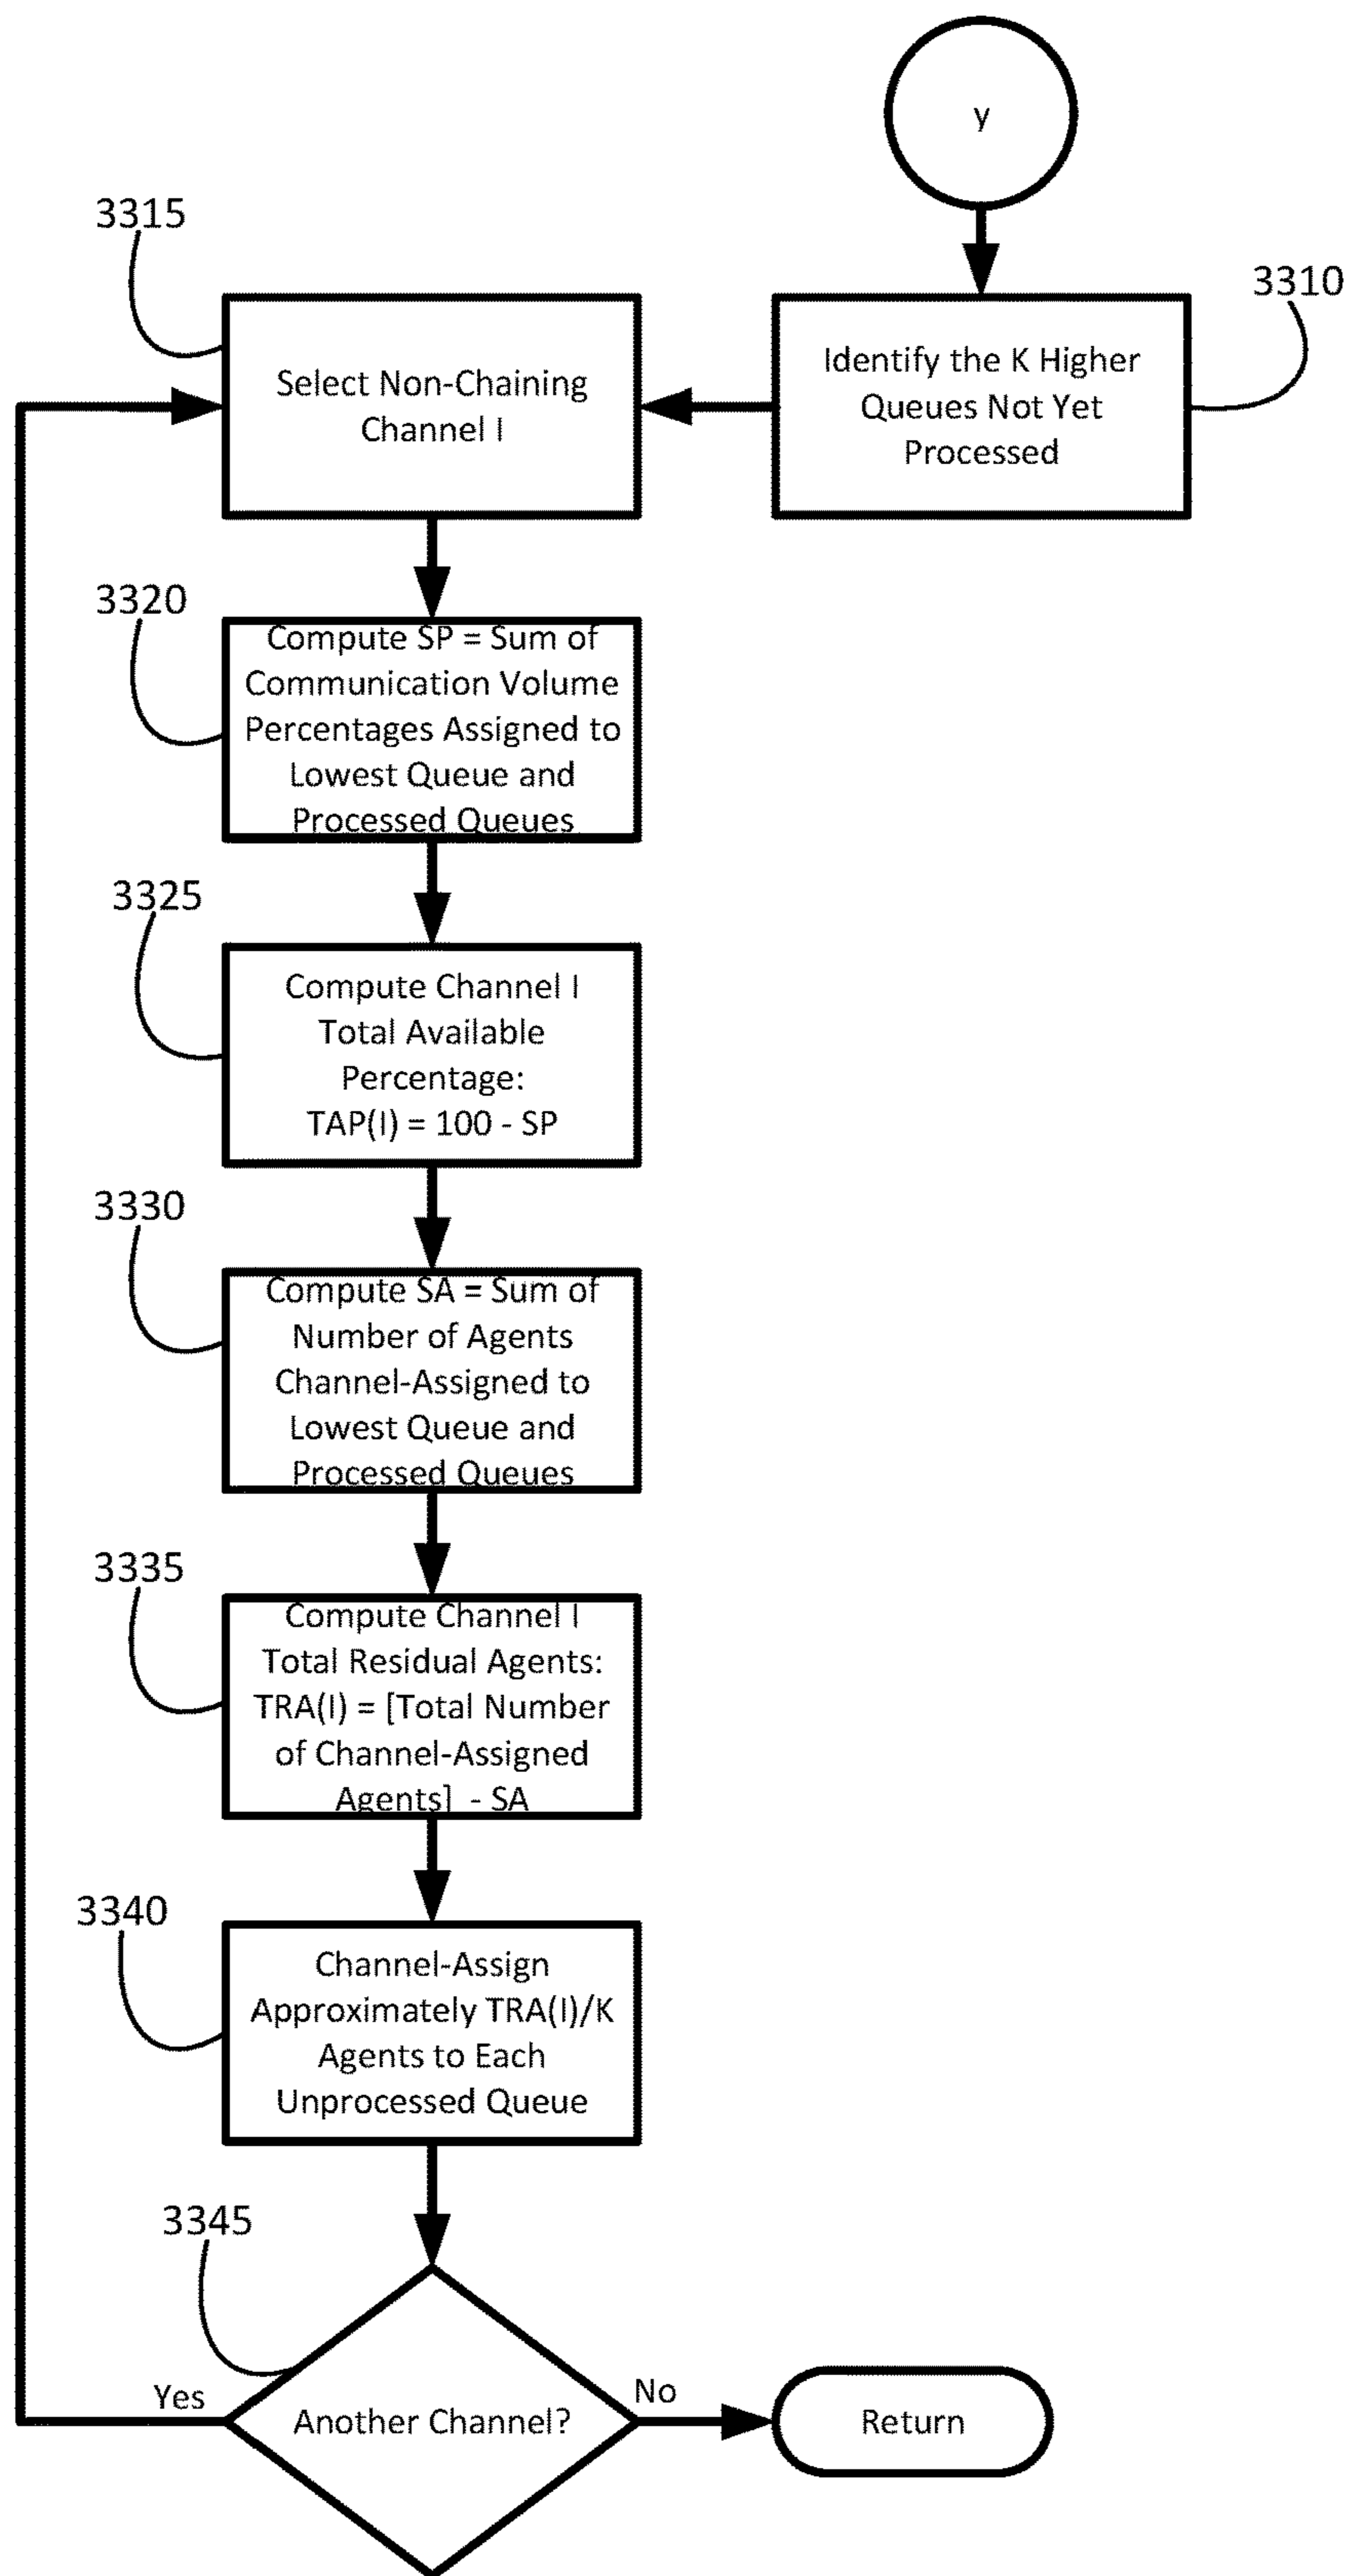 y
3310
Identify the K Higher
Queues Not Yet
Processed
3315
Select Non-Chaining
Channel I
3320
Compute SP = Sum of
Communication Volume
Percentages Assigned to
Lowest Queue and
Processed Queues
3325
Compute Channel I
Total Available
Percentage:
TAP(I) = 100 - SP
3330
Compute SA = Sum of
Number of Agents
Channel-Assigned to
Lowest Queue and
Processed Queues
3335
Compute Channel I
Total Residual Agents:
TRA(I) = [Total Number
of Channel-Assigned
Agents] - SA
3340
Channel-Assign
Approximately TRA(I)/K
Agents to Each
Unprocessed Queue
3345
Yes
Another Channel?
No
Return